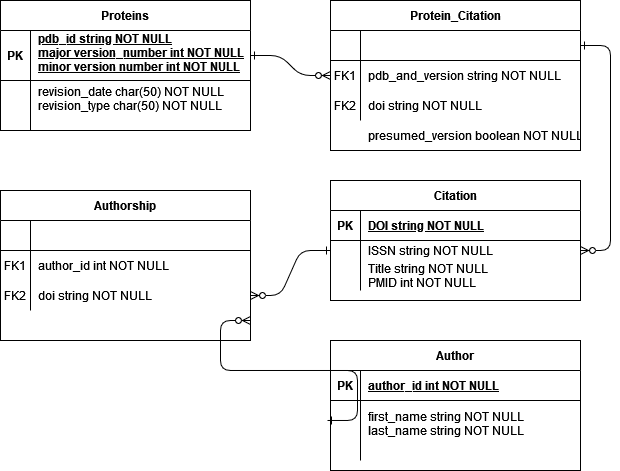 Proteins
PK
pdb_id string NOT NULL
major version_number int NOT NULL
minor version number int NOT NULL
revision_date char(50) NOT NULL
revision_type char(50) NOT NULL
Protein_Citation
FK1 pdb_and_version string NOT NULL
FK2 doi string NOT NULL
presumed_version boolean NOT NULL
Authorship
FK1 author_id int NOT NULL
FK2 doi string NOT NULL
Citation
PK DOI string NOT NULL
ISSN string NOT NULL
Title string NOT NULL
PMID int NOT NULL
Author
PK author_id int NOT NULL
first_name string NOT NULL
last_name string NOT NULL